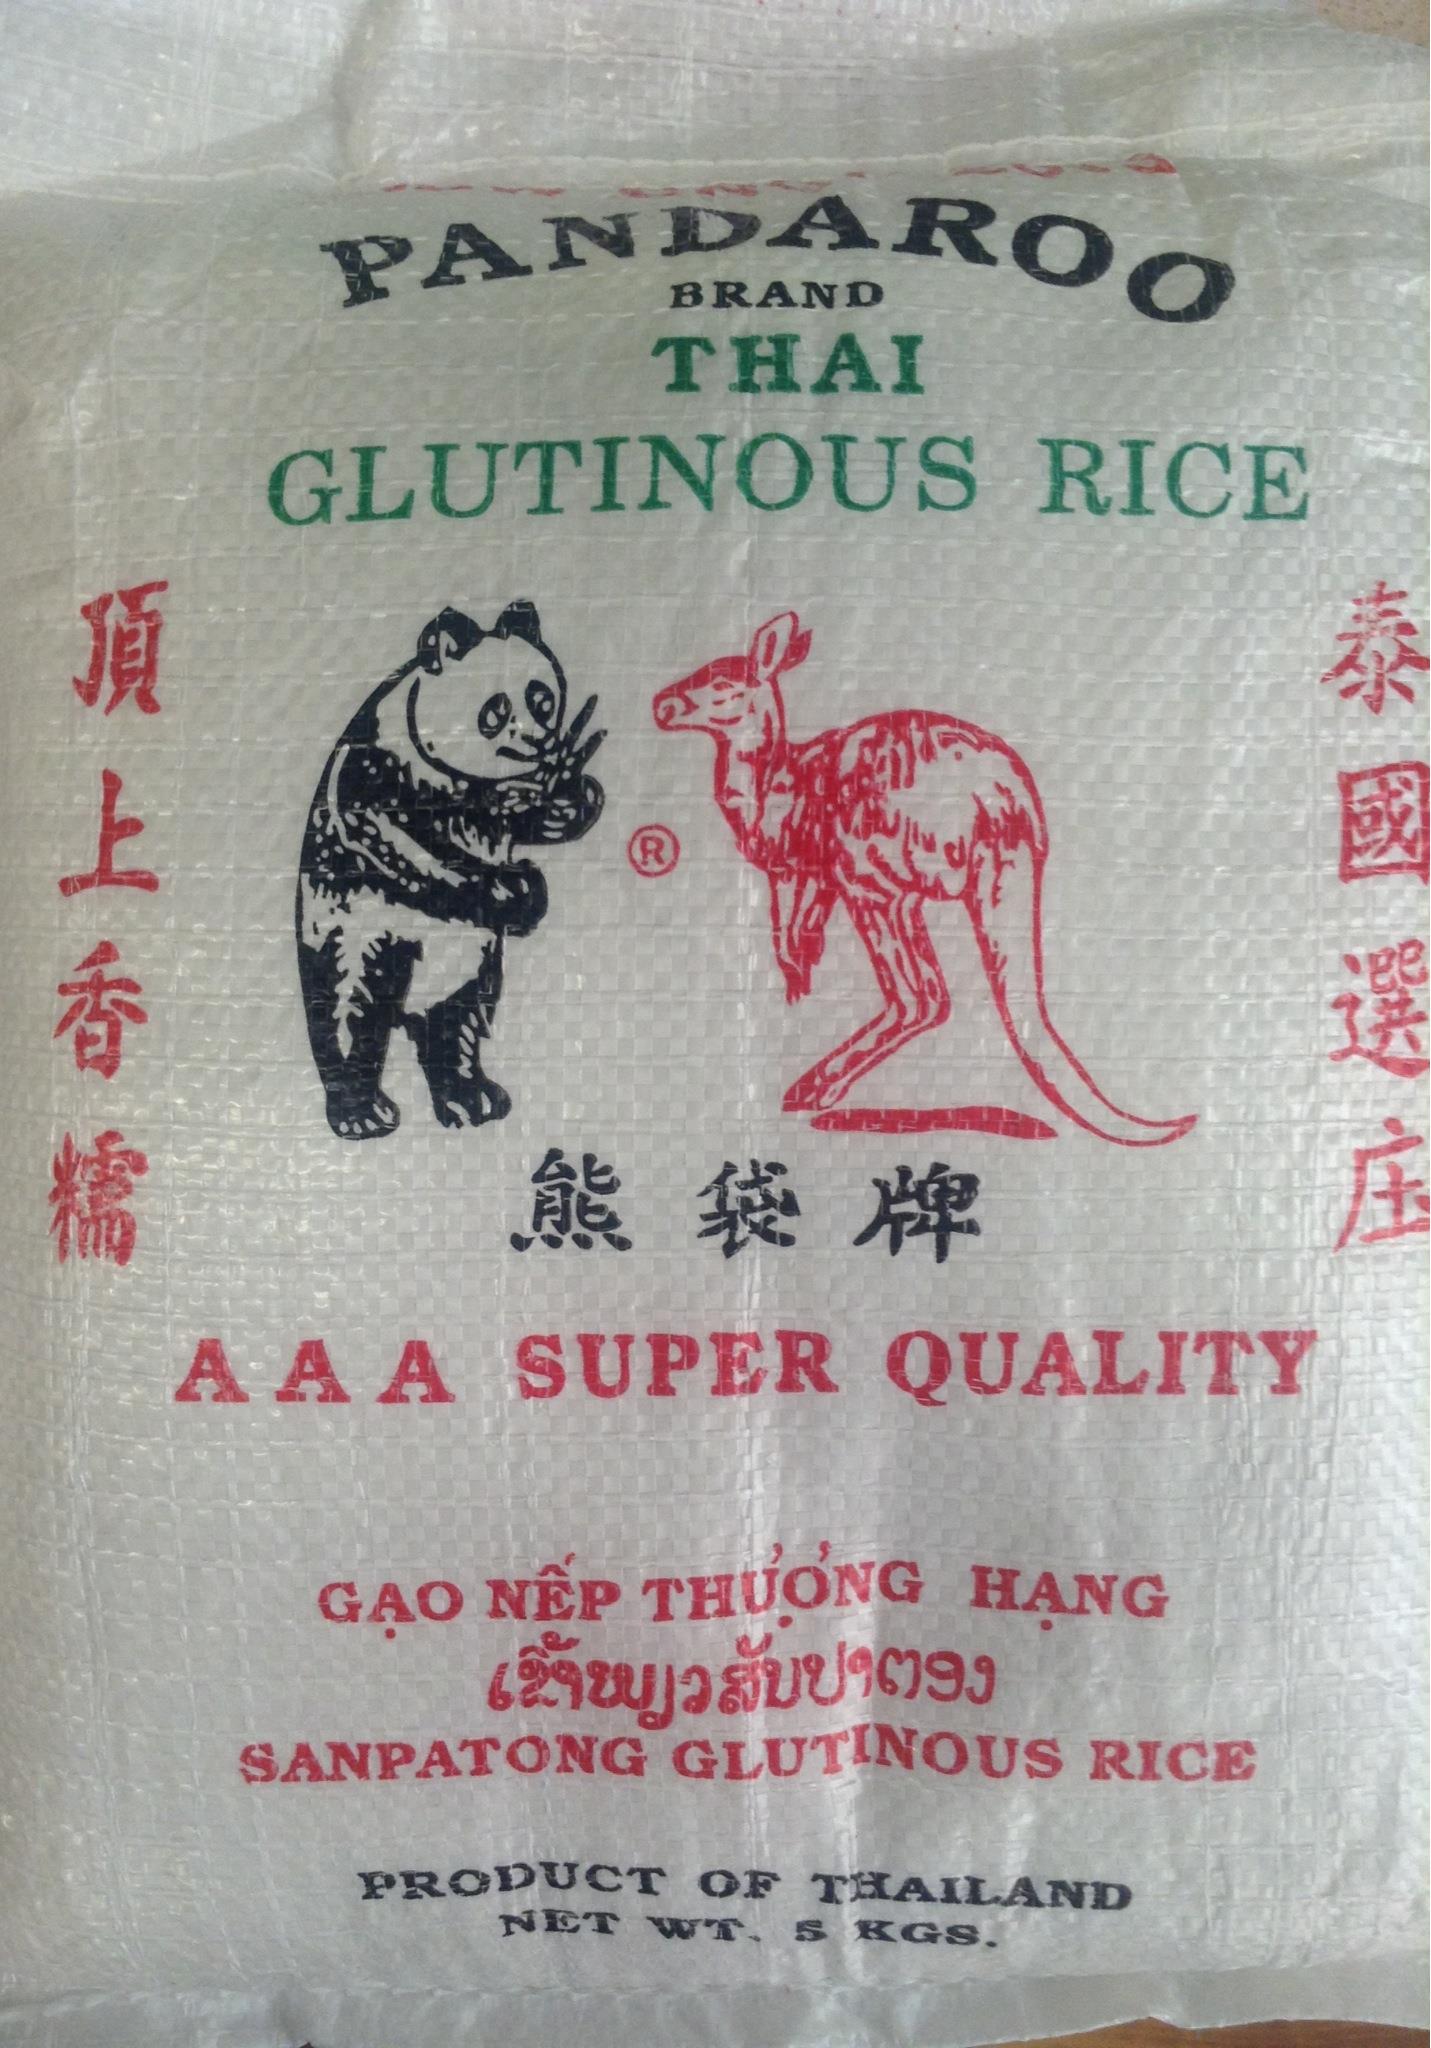 PANDAROO
BRAND
THAI
GLUTINOUS RICE
頂上香糯
®
泰國選庄
熊袋牌
AAA SUPER QUALITY
GẠO NẾP THƯỢNG HẠNG
ເຂົ້າໜຽວສັນປາຕອງ
SANPATONG GLUTINOUS RICE
PRODUCT OF THAILAND
NET WT. 5 KGS.